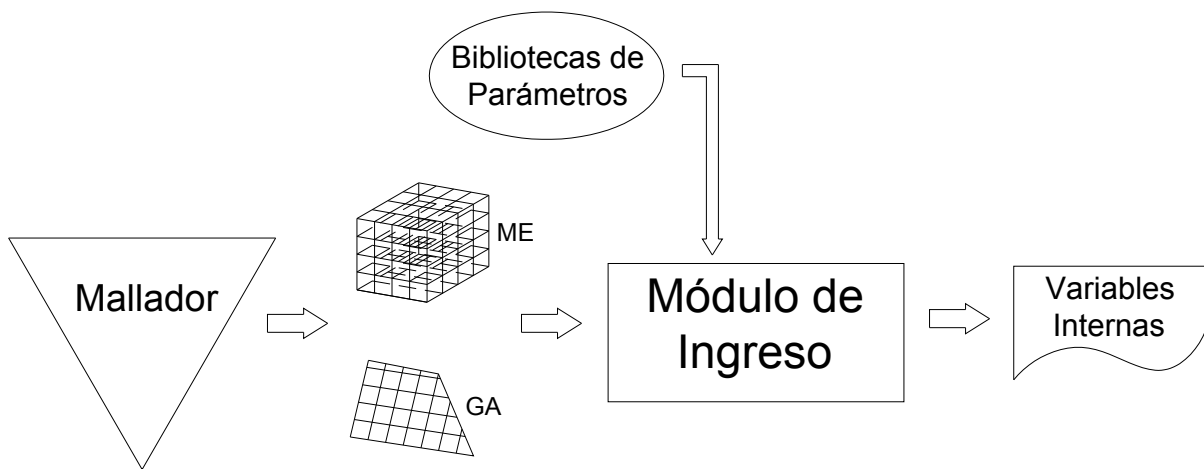 Bibliotecas de
Parámetros
ME
Mallador
Módulo de
Ingreso
Variables
Internas
GA